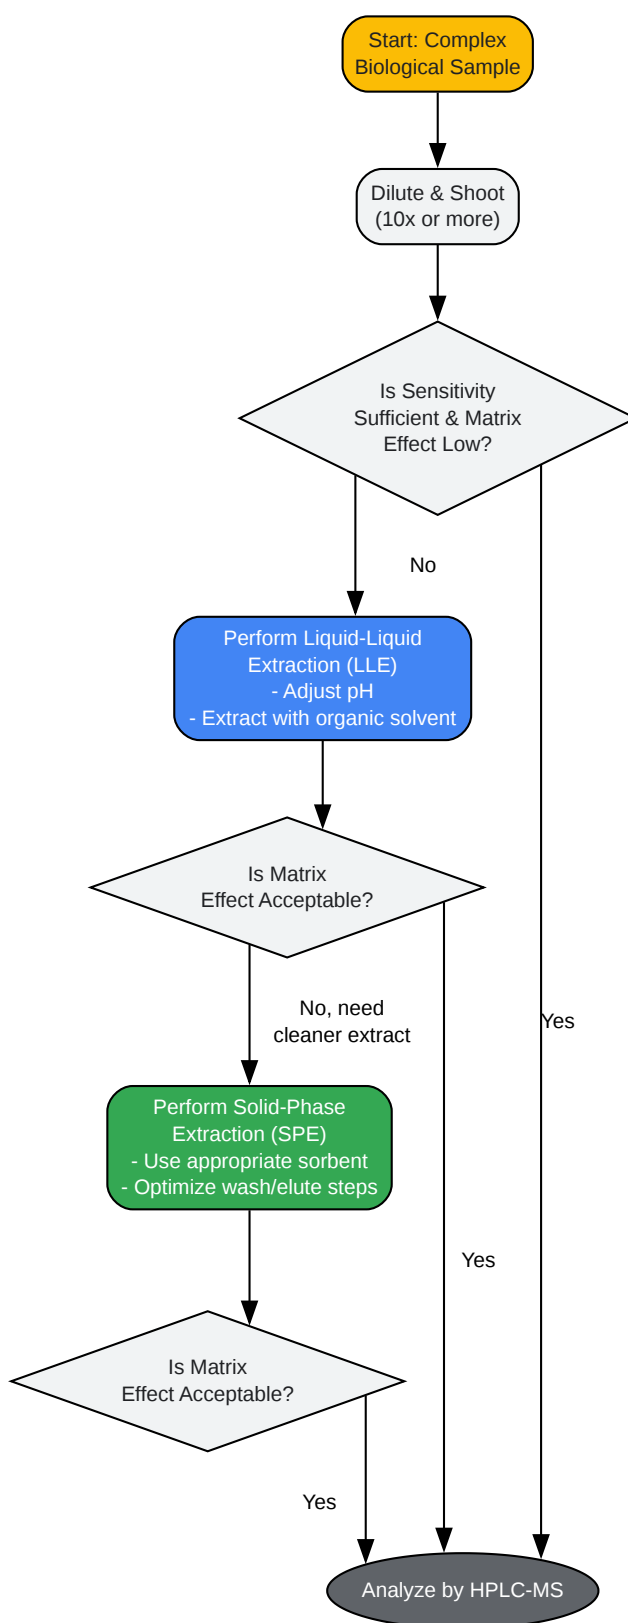 Start: Complex
Biological Sample
Dilute & Shoot
(10x or more)
Is Sensitivity
Sufficient & Matrix
Effect Low?
No
Perform Liquid-Liquid
Extraction (LLE)
- Adjust pH
- Extract with organic solvent
Is Matrix
Effect Acceptable?
No, need
cleaner extract
Yes
Perform Solid-Phase
Extraction (SPE)
- Use appropriate sorbent
- Optimize wash/elute steps
Yes
Is Matrix
Effect Acceptable?
Yes
Analyze by HPLC-MS